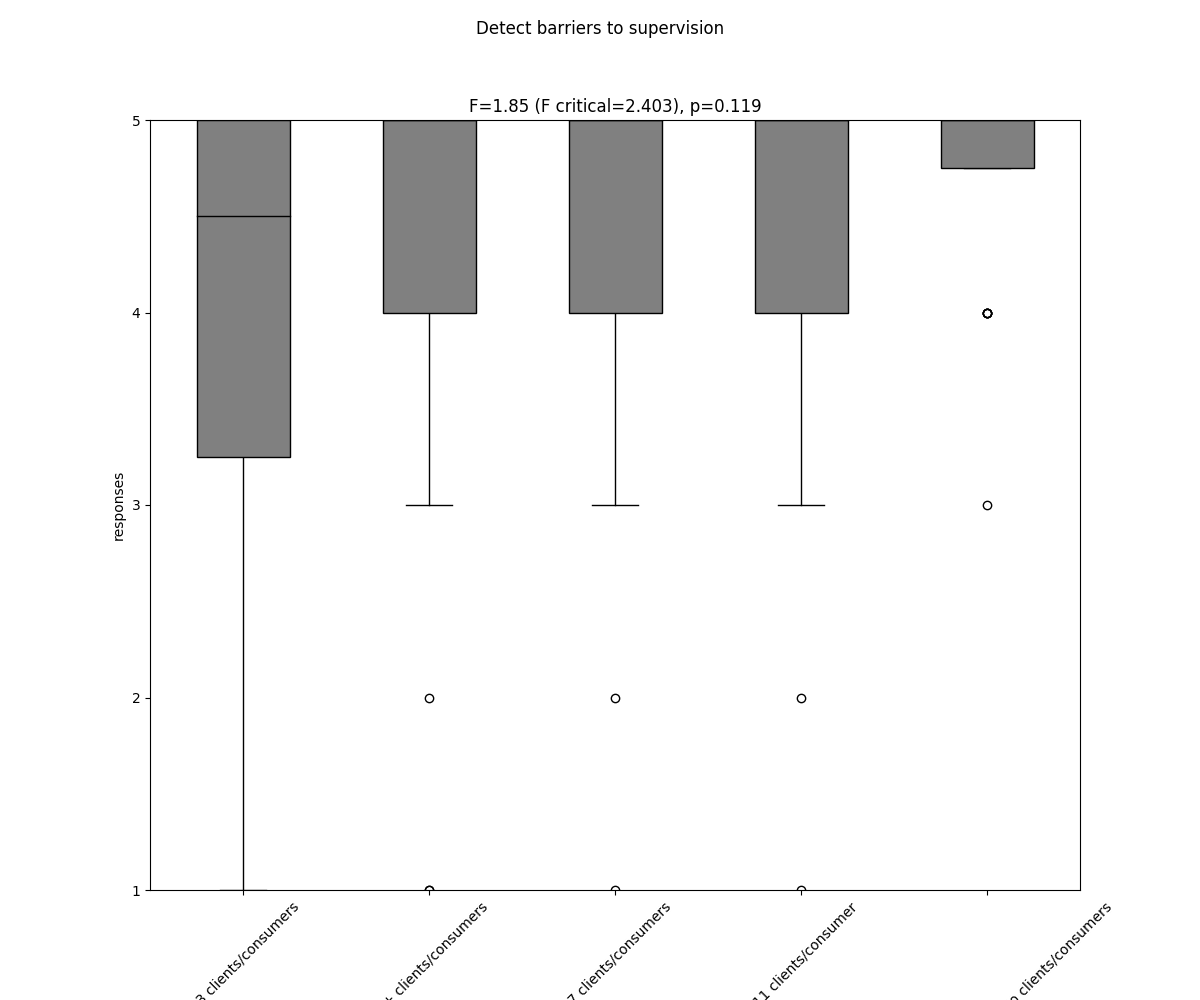 Detect barriers to supervision
F=1.85 (F critical=2.403), p=0.119
5
4
3
2
1
responses
3 clients/consumers
clients/consumers
7 clients/consumers
11 clients/consumer
clients/consumers